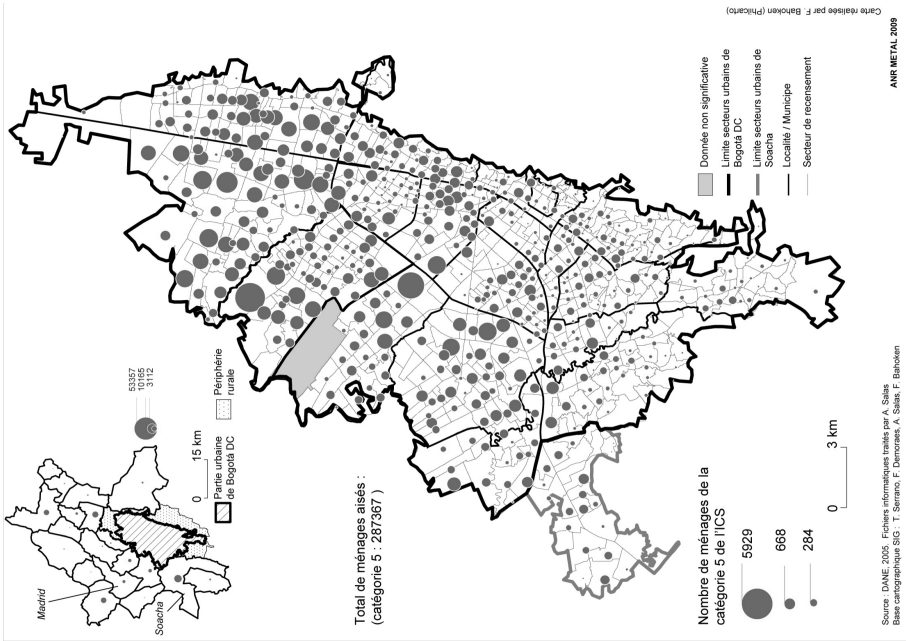 Madrid
Soacha
53357
10165
3112
0 15 km
Partie urbaine
de Bogotá DC
Périphérie
rurale
Total de ménages aisés :
(catégorie 5 : 287367 )
Nombre de ménages de la
catégorie 5 de l'ICS
5929
668
284
0 3 km
Donnée non significative
Limite secteurs urbains de
Bogotá DC
Limite secteurs urbains de
Soacha
Localité / Municipe
Secteur de recensement
Source : DANE, 2005. Fichiers informatiques traités par A. Salas
Base cartographique SIG : T. Serrano, F. Demoraes, A. Salas, F. Bahoken
ANR METAL 2009
Carte réalisée par F. Bahoken (Philcarto)